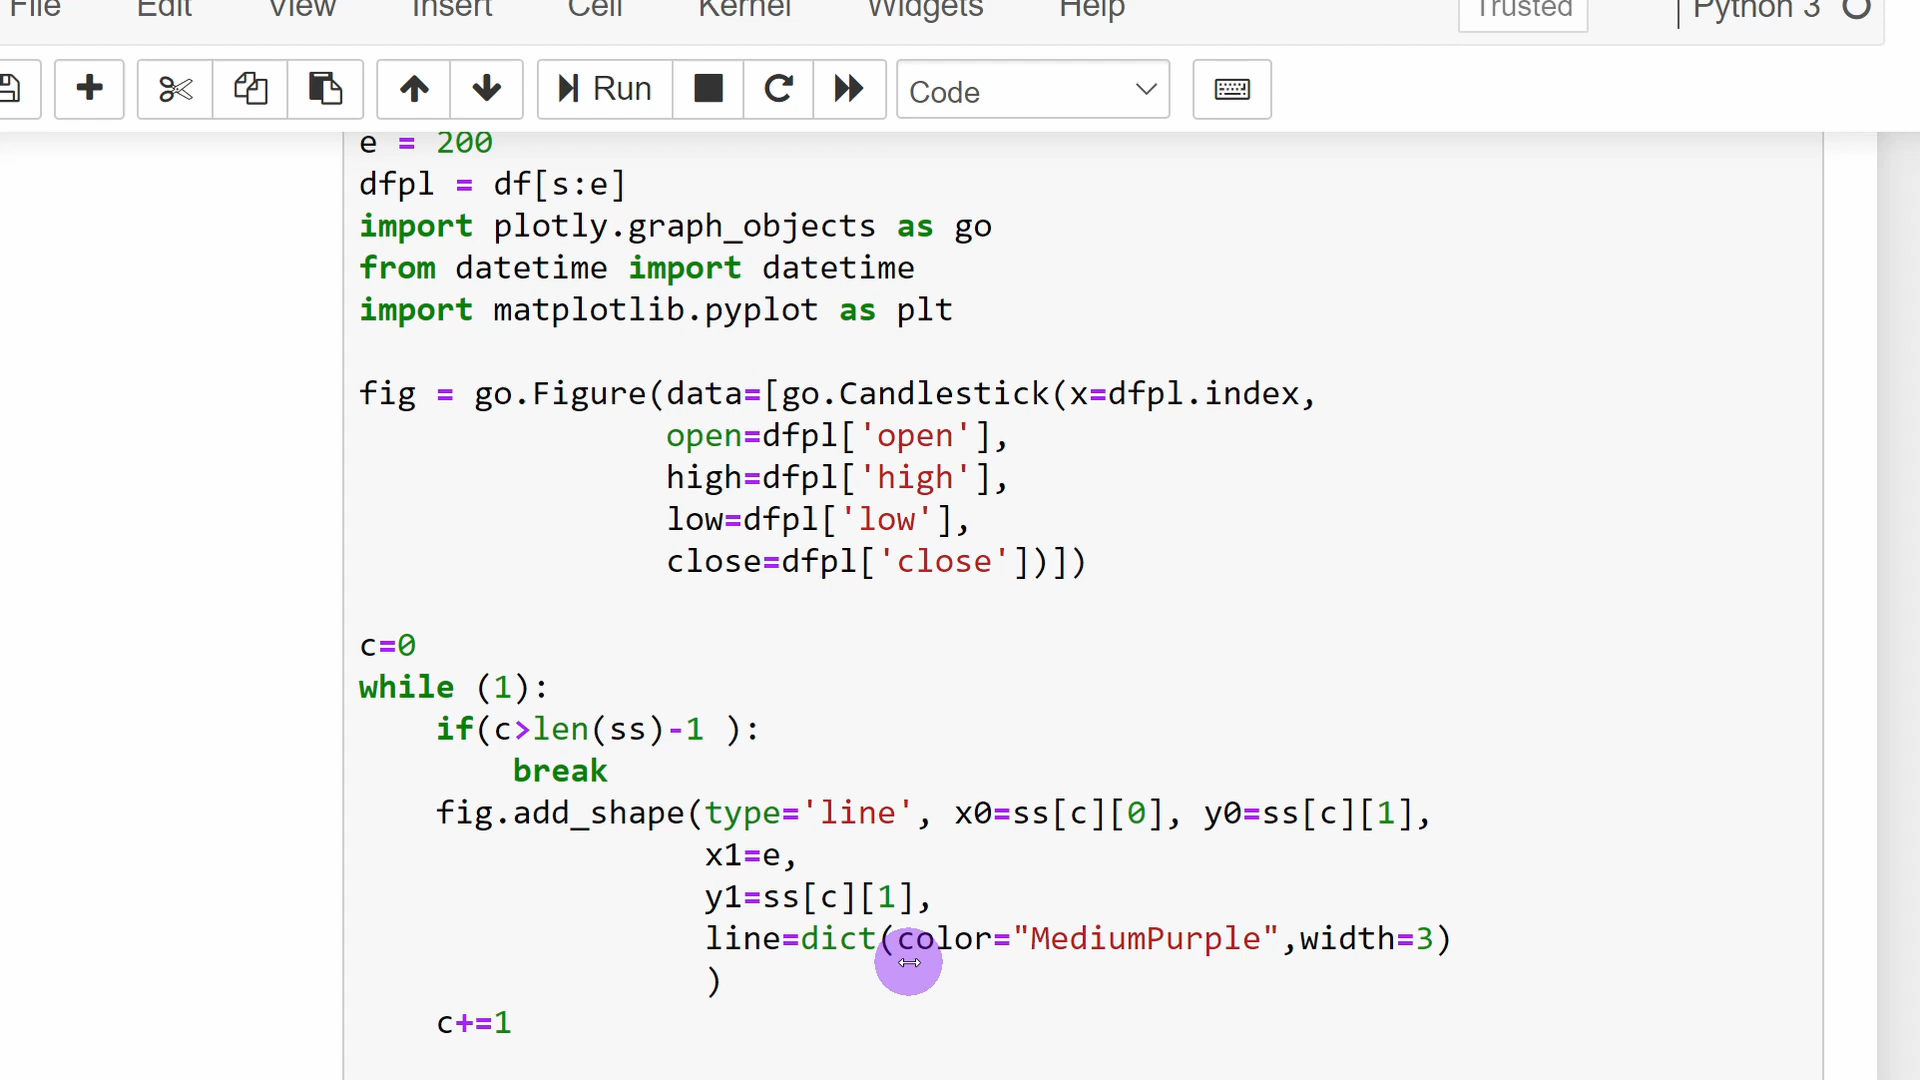 File Edit View Insert Cell Kernel Widgets Help Trusted Python 3
Run Code
e = 200
dfpl = df[s:e]
import plotly.graph_objects as go
from datetime import datetime
import matplotlib.pyplot as plt
fig = go.Figure(data=[go.Candlestick(x=dfpl.index,
open=dfpl['open'],
high=dfpl['high'],
low=dfpl['low'],
close=dfpl['close'])])
c=0
while (1):
if(c>len(ss)-1 ):
break
fig.add_shape(type='line', x0=ss[c][0], y0=ss[c][1],
x1=e,
y1=ss[c][1],
line=dict(color="MediumPurple",width=3)
)
c+=1